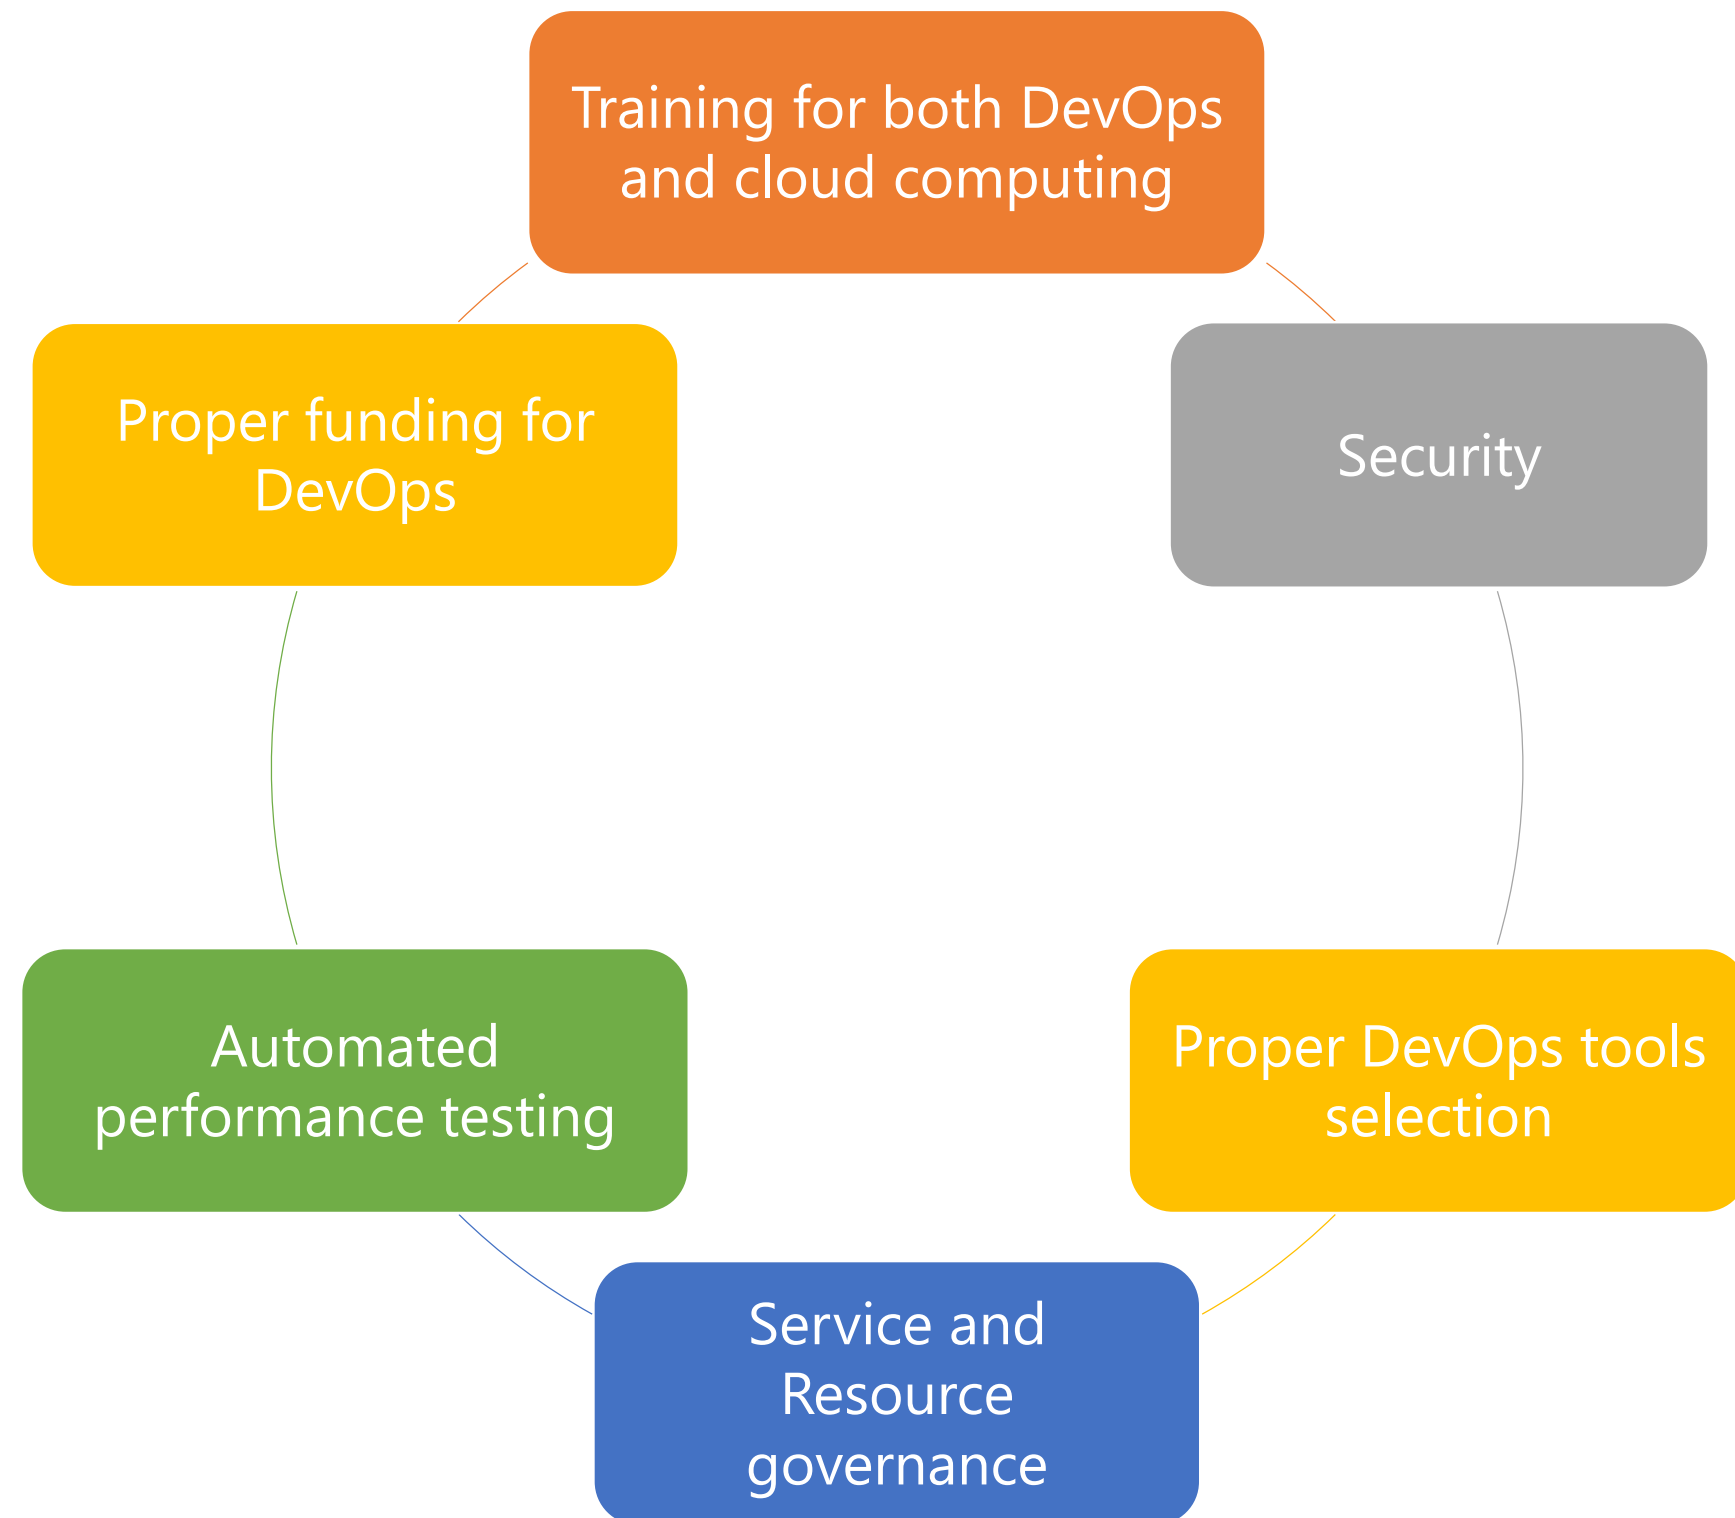 Training for both DevOps
and cloud computing
Proper funding for
DevOps
Security
Automated
performance testing
Proper DevOps tools
selection
Service and
Resource
governance